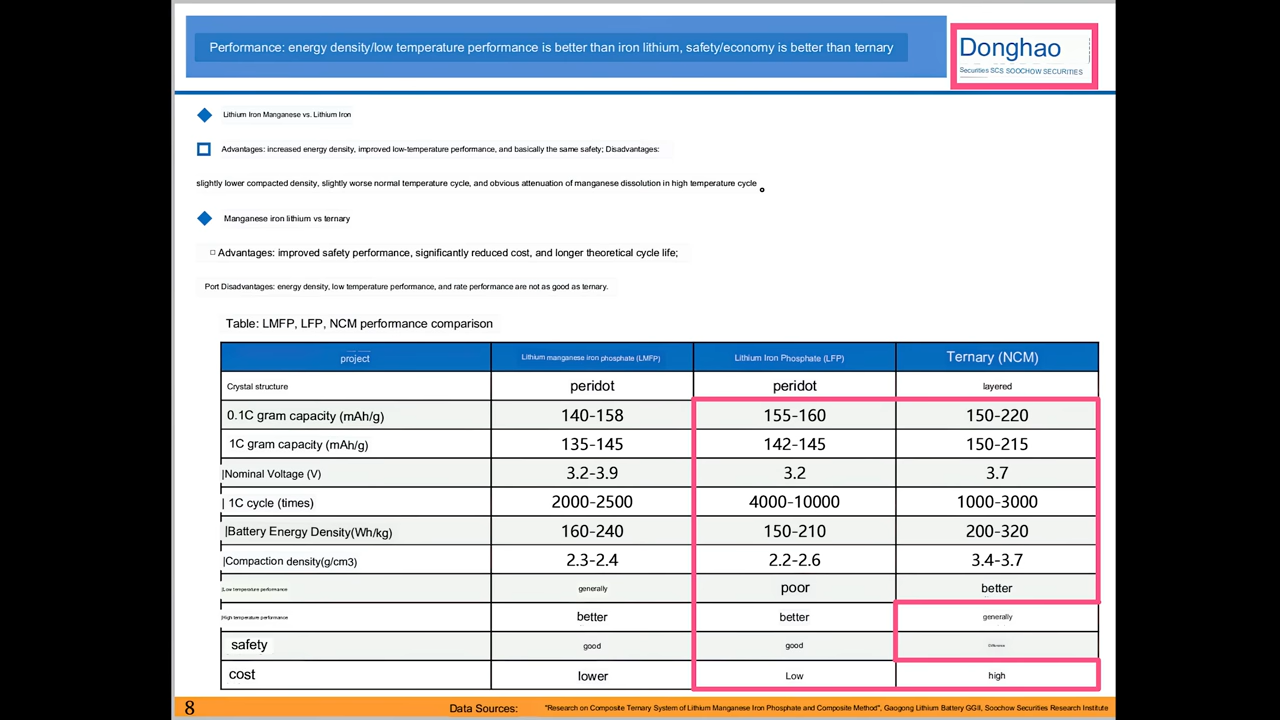 Performance: energy density/low temperature performance is better than iron lithium, safety/economy is better than ternary
Donghao
Securities SCS SOOCHOW SECURITIES
Lithium Iron Manganese vs. Lithium Iron
Advantages: increased energy density, improved low-temperature performance, and basically the same safety; Disadvantages:
slightly lower compacted density, slightly worse normal temperature cycle, and obvious attenuation of manganese dissolution in high temperature cycle 。
Manganese iron lithium vs ternary
□ Advantages: improved safety performance, significantly reduced cost, and longer theoretical cycle life;
Port Disadvantages: energy density, low temperature performance, and rate performance are not as good as ternary.
Table: LMFP, LFP, NCM performance comparison
project Lithium manganese iron phosphate (LMFP) Lithium Iron Phosphate (LFP) Ternary (NCM)
Crystal structure peridot peridot layered
0.1C gram capacity (mAh/g) 140-158 155-160 150-220
1C gram capacity (mAh/g) 135-145 142-145 150-215
|Nominal Voltage (V) 3.2-3.9 3.2 3.7
| 1C cycle (times) 2000-2500 4000-10000 1000-3000
|Battery Energy Density(Wh/kg) 160-240 150-210 200-320
|Compaction density(g/cm3) 2.3-2.4 2.2-2.6 3.4-3.7
|Low temperature performance generally poor better
|High temperature performance better better generally
safety good good Difference
cost lower Low high
8 Data Sources: "Research on Composite Ternary System of Lithium Manganese Iron Phosphate and Composite Method", Gaogong Lithium Battery GGII, Soochow Securities Research Institute